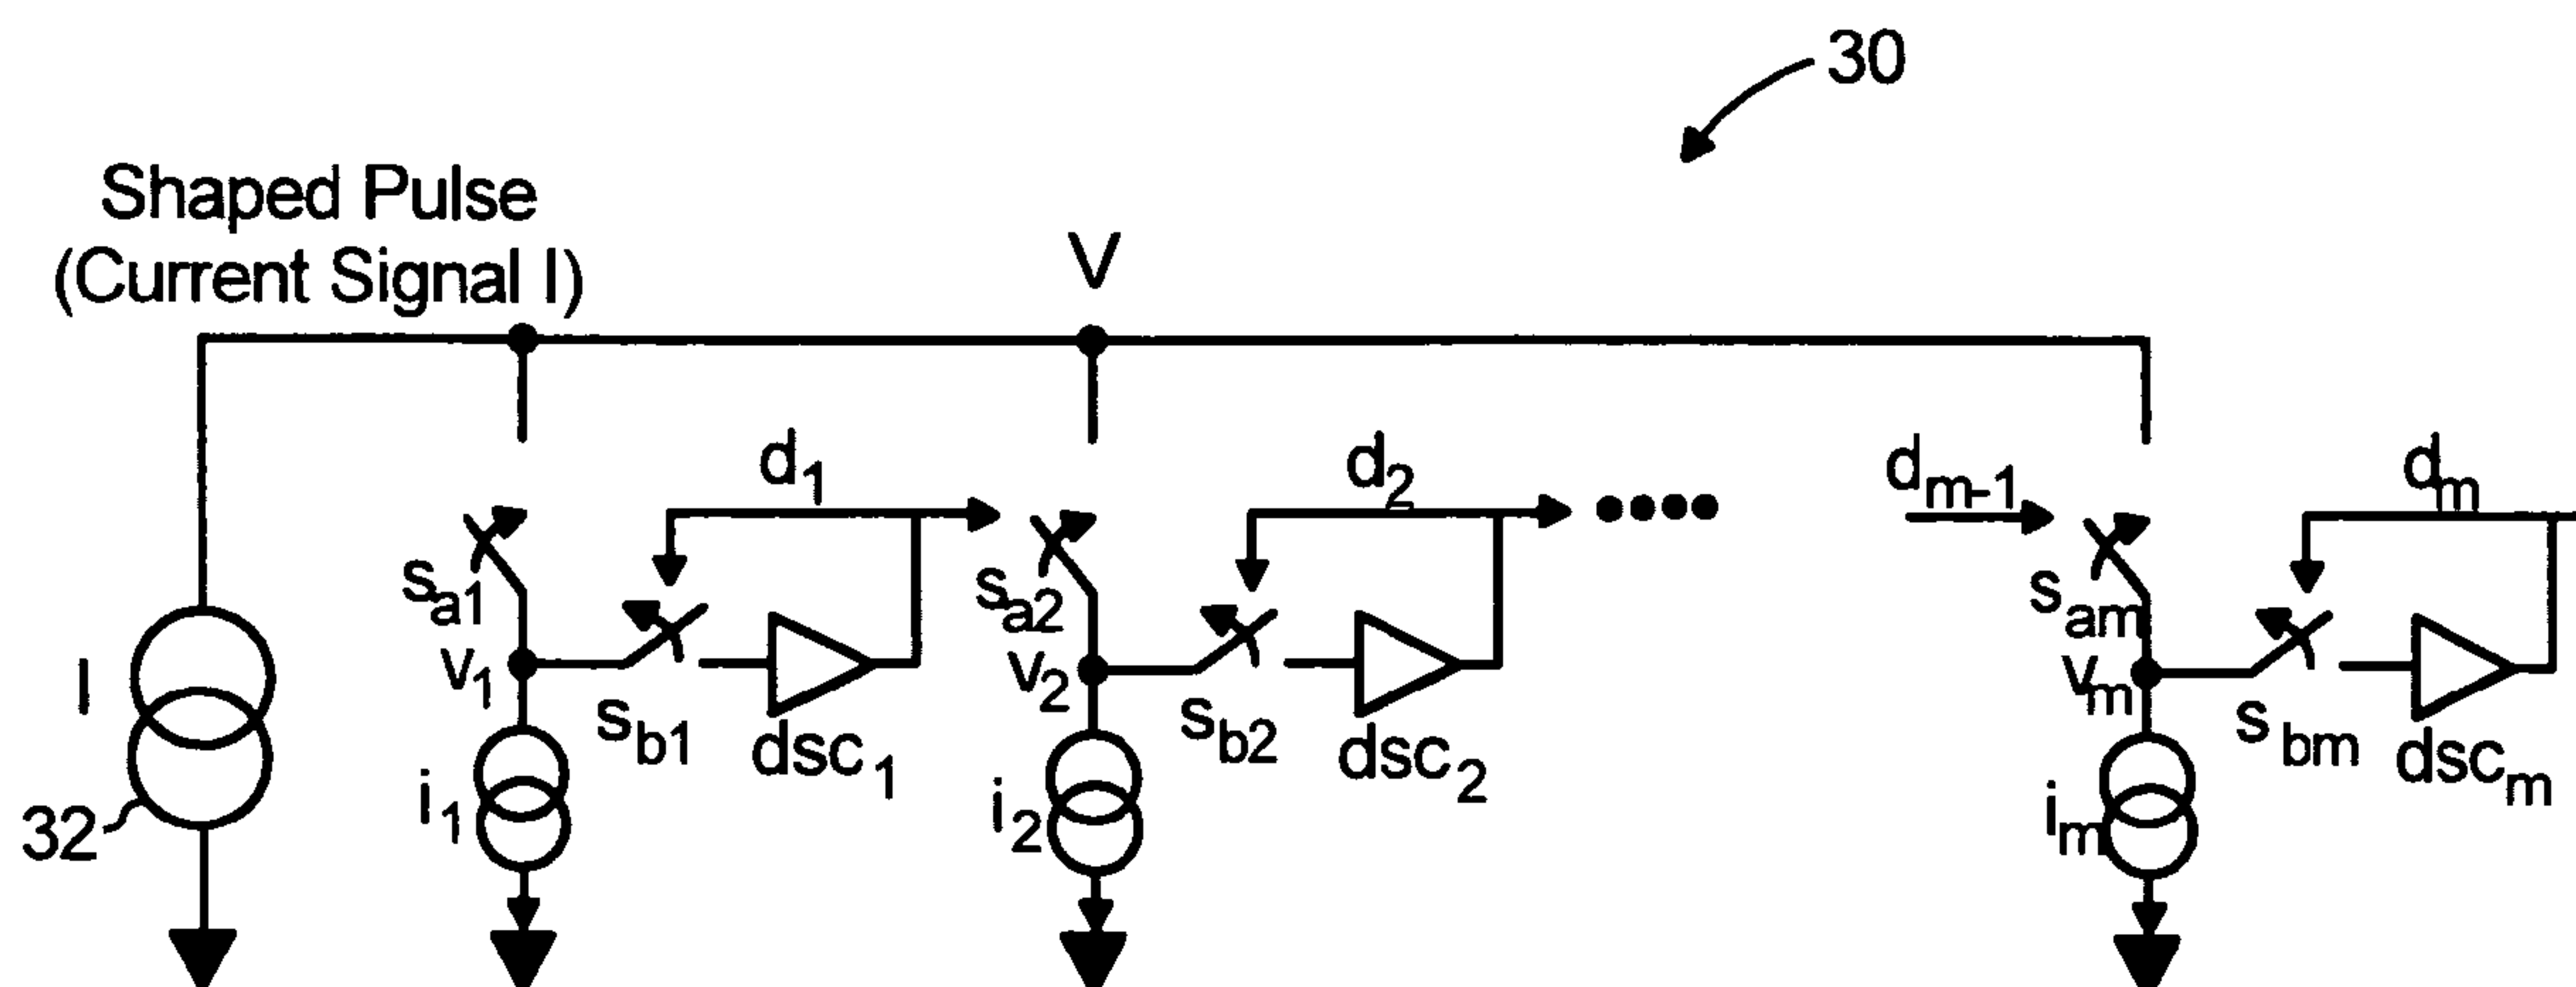 30
Shaped Pulse
(Current Signal I)
V
d1
d2
dm-1
dm
sa1
sa2
sam
v1
v2
vm
sb1
sb2
sbm
dsc1
dsc2
dscm
I
i1
i2
im
32